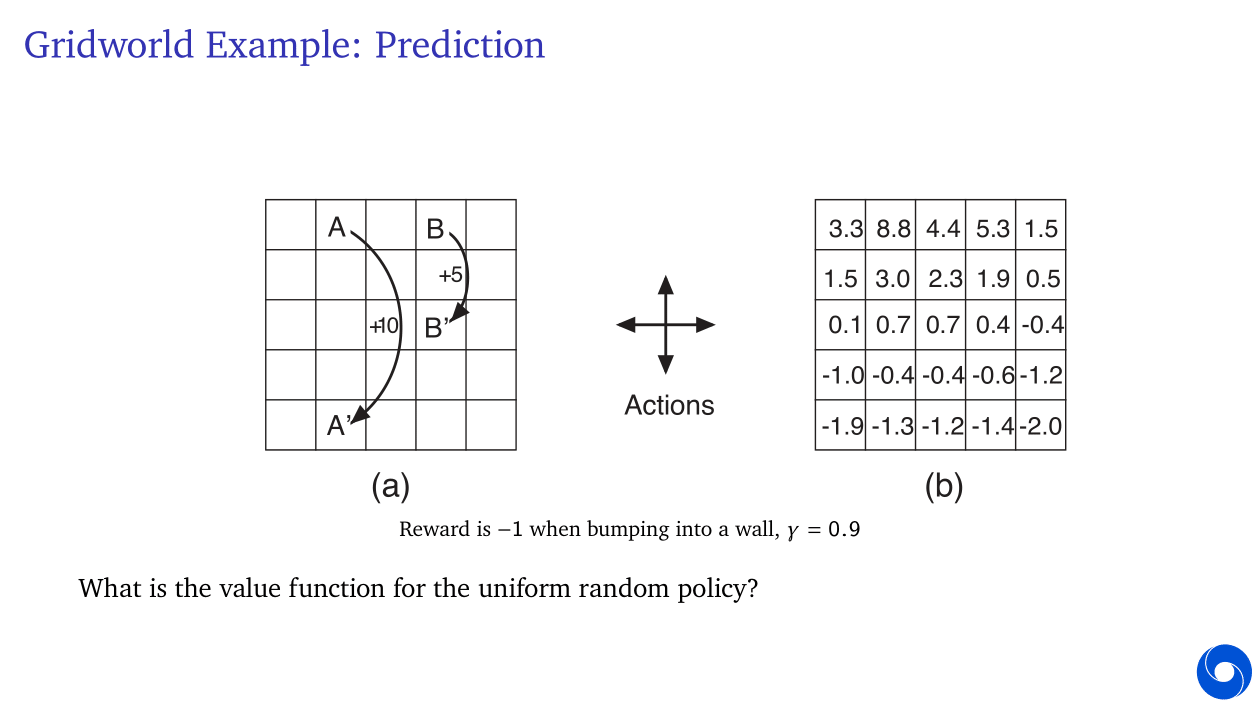 Gridworld Example: Prediction
A B
+5
+10 B’
A’
(a)
Actions
3.3 8.8 4.4 5.3 1.5
1.5 3.0 2.3 1.9 0.5
0.1 0.7 0.7 0.4 -0.4
-1.0 -0.4 -0.4 -0.6 -1.2
-1.9 -1.3 -1.2 -1.4 -2.0
(b)
Reward is −1 when bumping into a wall, γ = 0.9
What is the value function for the uniform random policy?